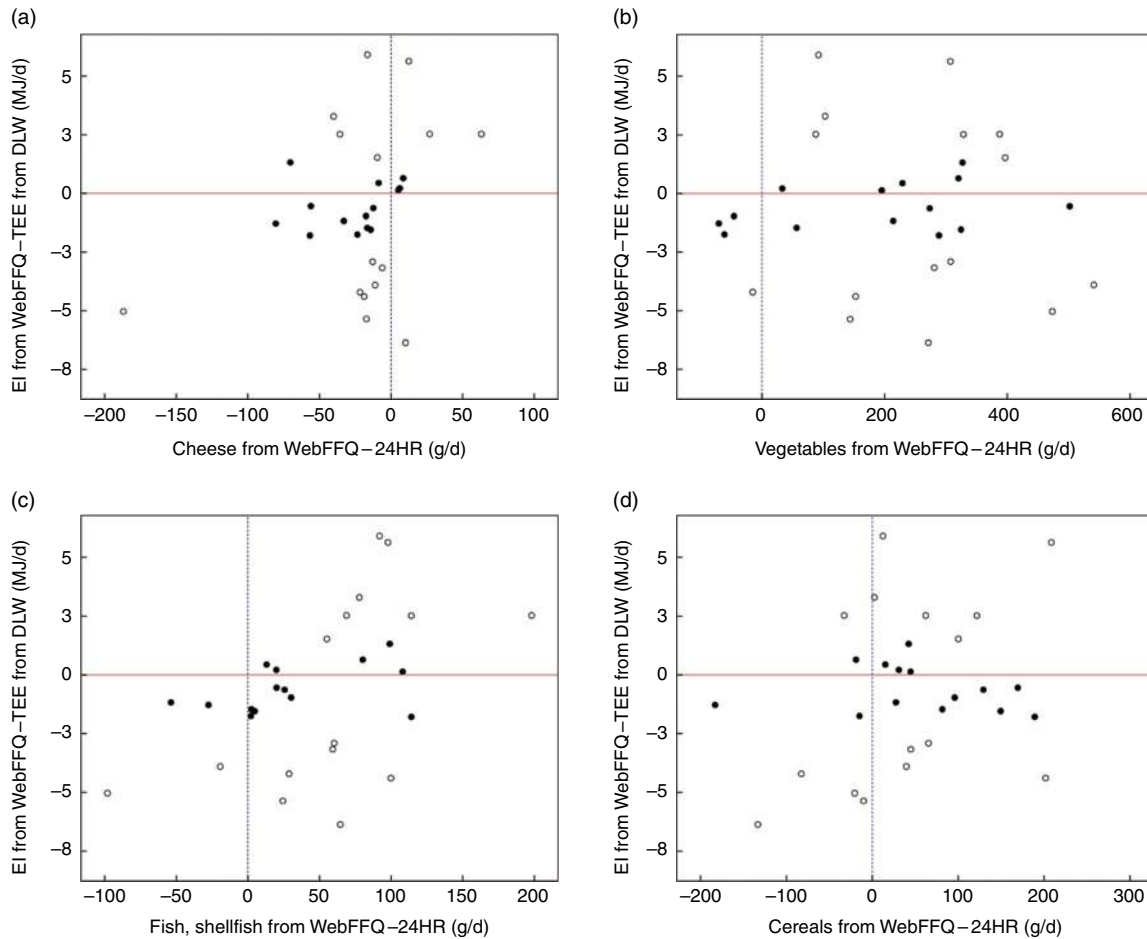 (a)
EI from WebFFQ–TEE from DLW (MJ/d)
5
3
0
–3
–5
–8
–200 –150 –100 –50 0 50 100
Cheese from WebFFQ–24HR (g/d)
(b)
EI from WebFFQ–TEE from DLW (MJ/d)
5
3
0
–3
–5
–8
0 200 400 600
Vegetables from WebFFQ–24HR (g/d)
(c)
EI from WebFFQ–TEE from DLW (MJ/d)
5
3
0
–3
–5
–8
–100 –50 0 50 100 150 200
Fish, shellfish from WebFFQ–24HR (g/d)
(d)
EI from WebFFQ–TEE from DLW (MJ/d)
5
3
0
–3
–5
–8
–200 –100 0 100 200 300
Cereals from WebFFQ–24HR (g/d)